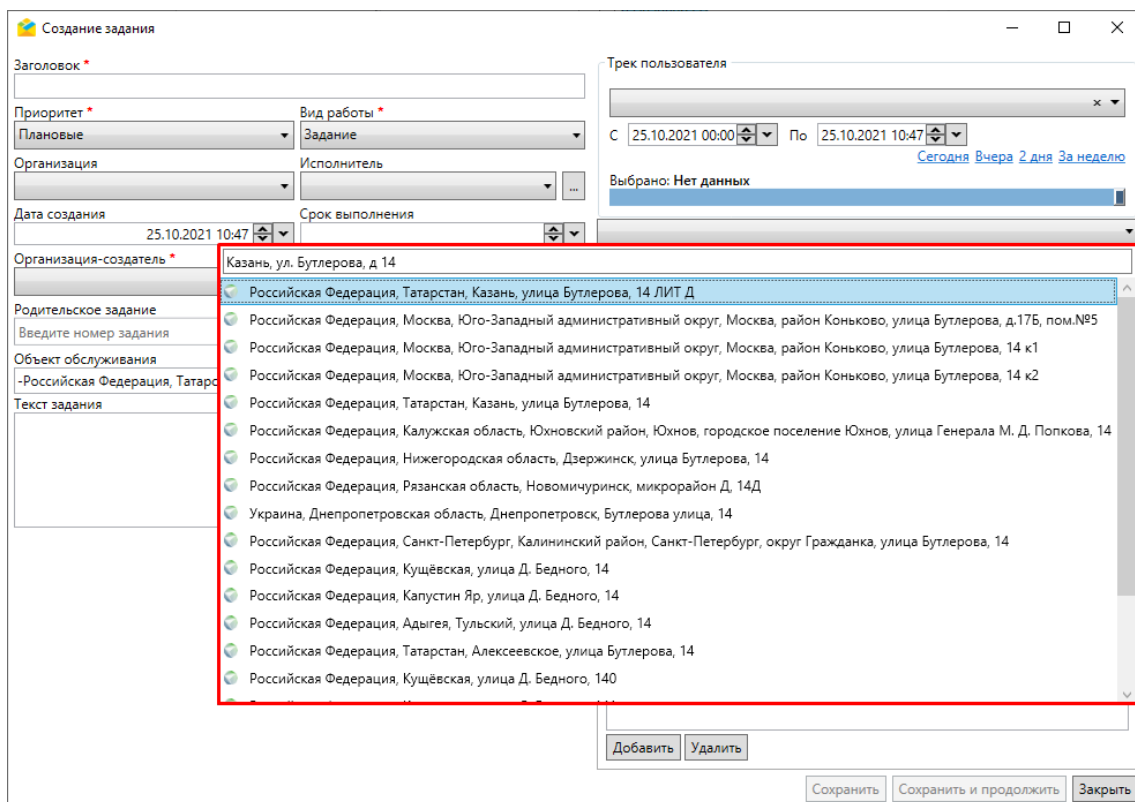 Создание задания
Заголовок *
Приоритет *
Вид работы *
Плановые
Задание
Организация
Исполнитель
...
Дата создания
Срок выполнения
25.10.2021 10:47
Организация-создатель *
Родительское задание
Введите номер задания
Объект обслуживания
-Российская Федерация, Татарс
Текст задания
Трек пользователя
С 25.10.2021 00:00 По 25.10.2021 10:47
Сегодня Вчера 2 дня За неделю
Выбрано: Нет данных
Казань, ул. Бутлерова, д 14
Российская Федерация, Татарстан, Казань, улица Бутлерова, 14 ЛИТ Д
Российская Федерация, Москва, Юго-Западный административный округ, Москва, район Коньково, улица Бутлерова, д.17Б, пом.№5
Российская Федерация, Москва, Юго-Западный административный округ, Москва, район Коньково, улица Бутлерова, 14 к1
Российская Федерация, Москва, Юго-Западный административный округ, Москва, район Коньково, улица Бутлерова, 14 к2
Российская Федерация, Татарстан, Казань, улица Бутлерова, 14
Российская Федерация, Калужская область, Юхновский район, Юхнов, городское поселение Юхнов, улица Генерала М. Д. Попкова, 14
Российская Федерация, Нижегородская область, Дзержинск, улица Бутлерова, 14
Российская Федерация, Рязанская область, Новомичуринск, микрорайон Д, 14Д
Украина, Днепропетровская область, Днепропетровск, Бутлерова улица, 14
Российская Федерация, Санкт-Петербург, Калининский район, Санкт-Петербург, округ Гражданка, улица Бутлерова, 14
Российская Федерация, Кущёвская, улица Д. Бедного, 14
Российская Федерация, Капустин Яр, улица Д. Бедного, 14
Российская Федерация, Адыгея, Тульский, улица Д. Бедного, 14
Российская Федерация, Татарстан, Алексеевское, улица Бутлерова, 14
Российская Федерация, Кущёвская, улица Д. Бедного, 140
Добавить Удалить
Сохранить Сохранить и продолжить Закрыть